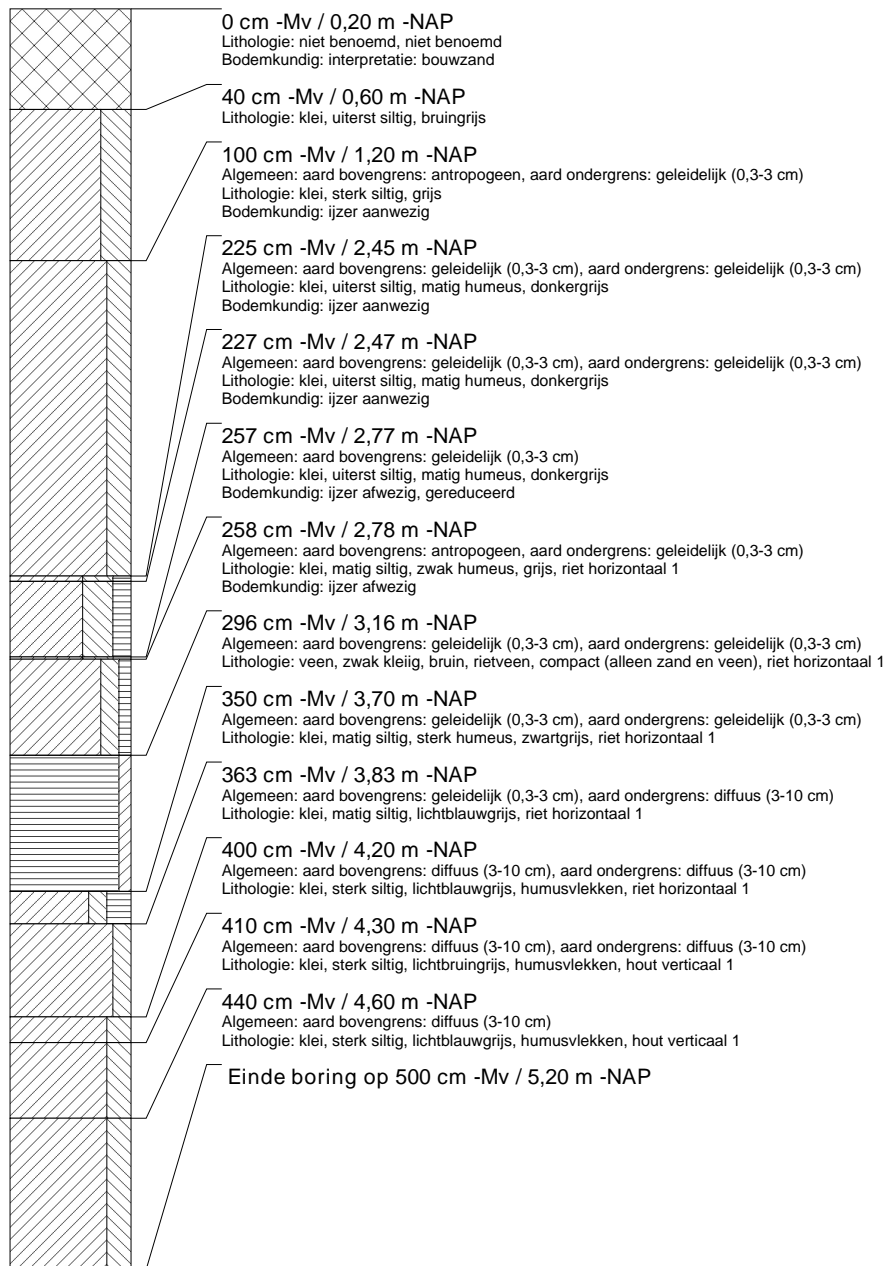 0 cm -Mv / 0,20 m -NAP
Lithologie: niet benoemd, niet benoemd
Bodemkundig: interpretatie: bouwzand
40 cm -Mv / 0,60 m -NAP
Lithologie: klei, uiterst siltig, bruingrijs
100 cm -Mv / 1,20 m -NAP
Algemeen: aard bovengrens: antropogeen, aard ondergrens: geleidelijk (0,3-3 cm)
Lithologie: klei, sterk siltig, grijs
Bodemkundig: ijzer aanwezig
225 cm -Mv / 2,45 m -NAP
Algemeen: aard bovengrens: geleidelijk (0,3-3 cm), aard ondergrens: geleidelijk (0,3-3 cm)
Lithologie: klei, uiterst siltig, matig humeus, donkergrijs
Bodemkundig: ijzer aanwezig
227 cm -Mv / 2,47 m -NAP
Algemeen: aard bovengrens: geleidelijk (0,3-3 cm), aard ondergrens: geleidelijk (0,3-3 cm)
Lithologie: klei, uiterst siltig, matig humeus, donkergrijs
Bodemkundig: ijzer aanwezig
257 cm -Mv / 2,77 m -NAP
Algemeen: aard bovengrens: geleidelijk (0,3-3 cm)
Lithologie: klei, uiterst siltig, matig humeus, donkergrijs
Bodemkundig: ijzer afwezig, gereduceerd
258 cm -Mv / 2,78 m -NAP
Algemeen: aard bovengrens: antropogeen, aard ondergrens: geleidelijk (0,3-3 cm)
Lithologie: klei, matig siltig, zwak humeus, grijs, riet horizontaal 1
Bodemkundig: ijzer afwezig
296 cm -Mv / 3,16 m -NAP
Algemeen: aard bovengrens: geleidelijk (0,3-3 cm), aard ondergrens: geleidelijk (0,3-3 cm)
Lithologie: veen, zwak kleiig, bruin, rietveen, compact (alleen zand en veen), riet horizontaal 1
350 cm -Mv / 3,70 m -NAP
Algemeen: aard bovengrens: geleidelijk (0,3-3 cm), aard ondergrens: geleidelijk (0,3-3 cm)
Lithologie: klei, matig siltig, sterk humeus, zwartgrijs, riet horizontaal 1
363 cm -Mv / 3,83 m -NAP
Algemeen: aard bovengrens: geleidelijk (0,3-3 cm), aard ondergrens: diffuus (3-10 cm)
Lithologie: klei, matig siltig, lichtblauwgrijs, riet horizontaal 1
400 cm -Mv / 4,20 m -NAP
Algemeen: aard bovengrens: diffuus (3-10 cm), aard ondergrens: diffuus (3-10 cm)
Lithologie: klei, sterk siltig, lichtblauwgrijs, humusvlekken, riet horizontaal 1
410 cm -Mv / 4,30 m -NAP
Algemeen: aard bovengrens: diffuus (3-10 cm), aard ondergrens: diffuus (3-10 cm)
Lithologie: klei, sterk siltig, lichtbruingrijs, humusvlekken, hout verticaal 1
440 cm -Mv / 4,60 m -NAP
Algemeen: aard bovengrens: diffuus (3-10 cm)
Lithologie: klei, sterk siltig, lichtblauwgrijs, humusvlekken, hout verticaal 1
Einde boring op 500 cm -Mv / 5,20 m -NAP